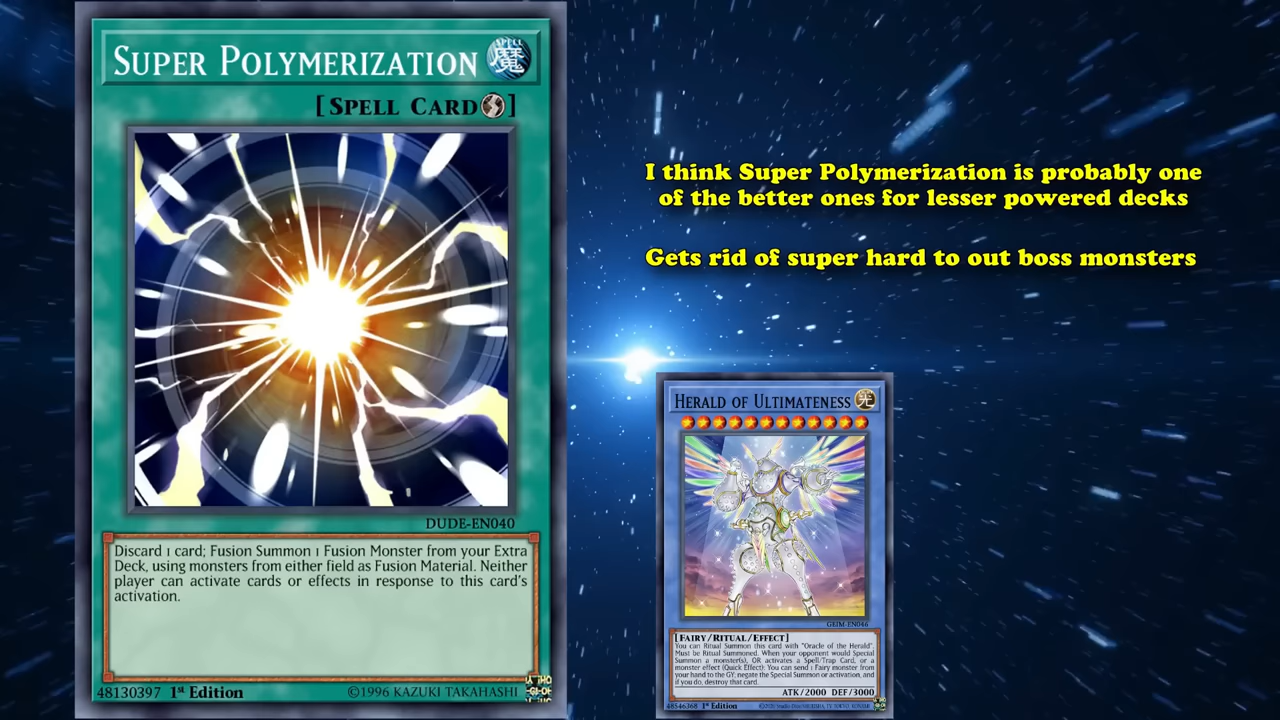 SUPER POLYMERIZATION
SPELL
魔
[SPELL CARD]
DUDE-EN040
Discard 1 card; Fusion Summon 1 Fusion Monster from your Extra
Deck, using monsters from either field as Fusion Material. Neither
player can activate cards or effects in response to this card's
activation.
48130397 1st Edition
©1996 KAZUKI TAKAHASHI
I think Super Polymerization is probably one
of the better ones for lesser powered decks
Gets rid of super hard to out boss monsters
HERALD OF ULTIMATENESS
光
GEIM-EN046
[FAIRY/RITUAL/EFFECT]
You can Ritual Summon this card with "Oracle of the Herald".
Must be Ritual Summoned. When your opponent would Special
Summon a monster(s), OR activates a Spell/Trap Card, or a
monster effect (Quick Effect): You can send 1 Fairy monster from
your hand to the GY; negate the Special Summon or activation, and
if you do, destroy that card.
ATK/2000 DEF/3000
48546368 1st Edition